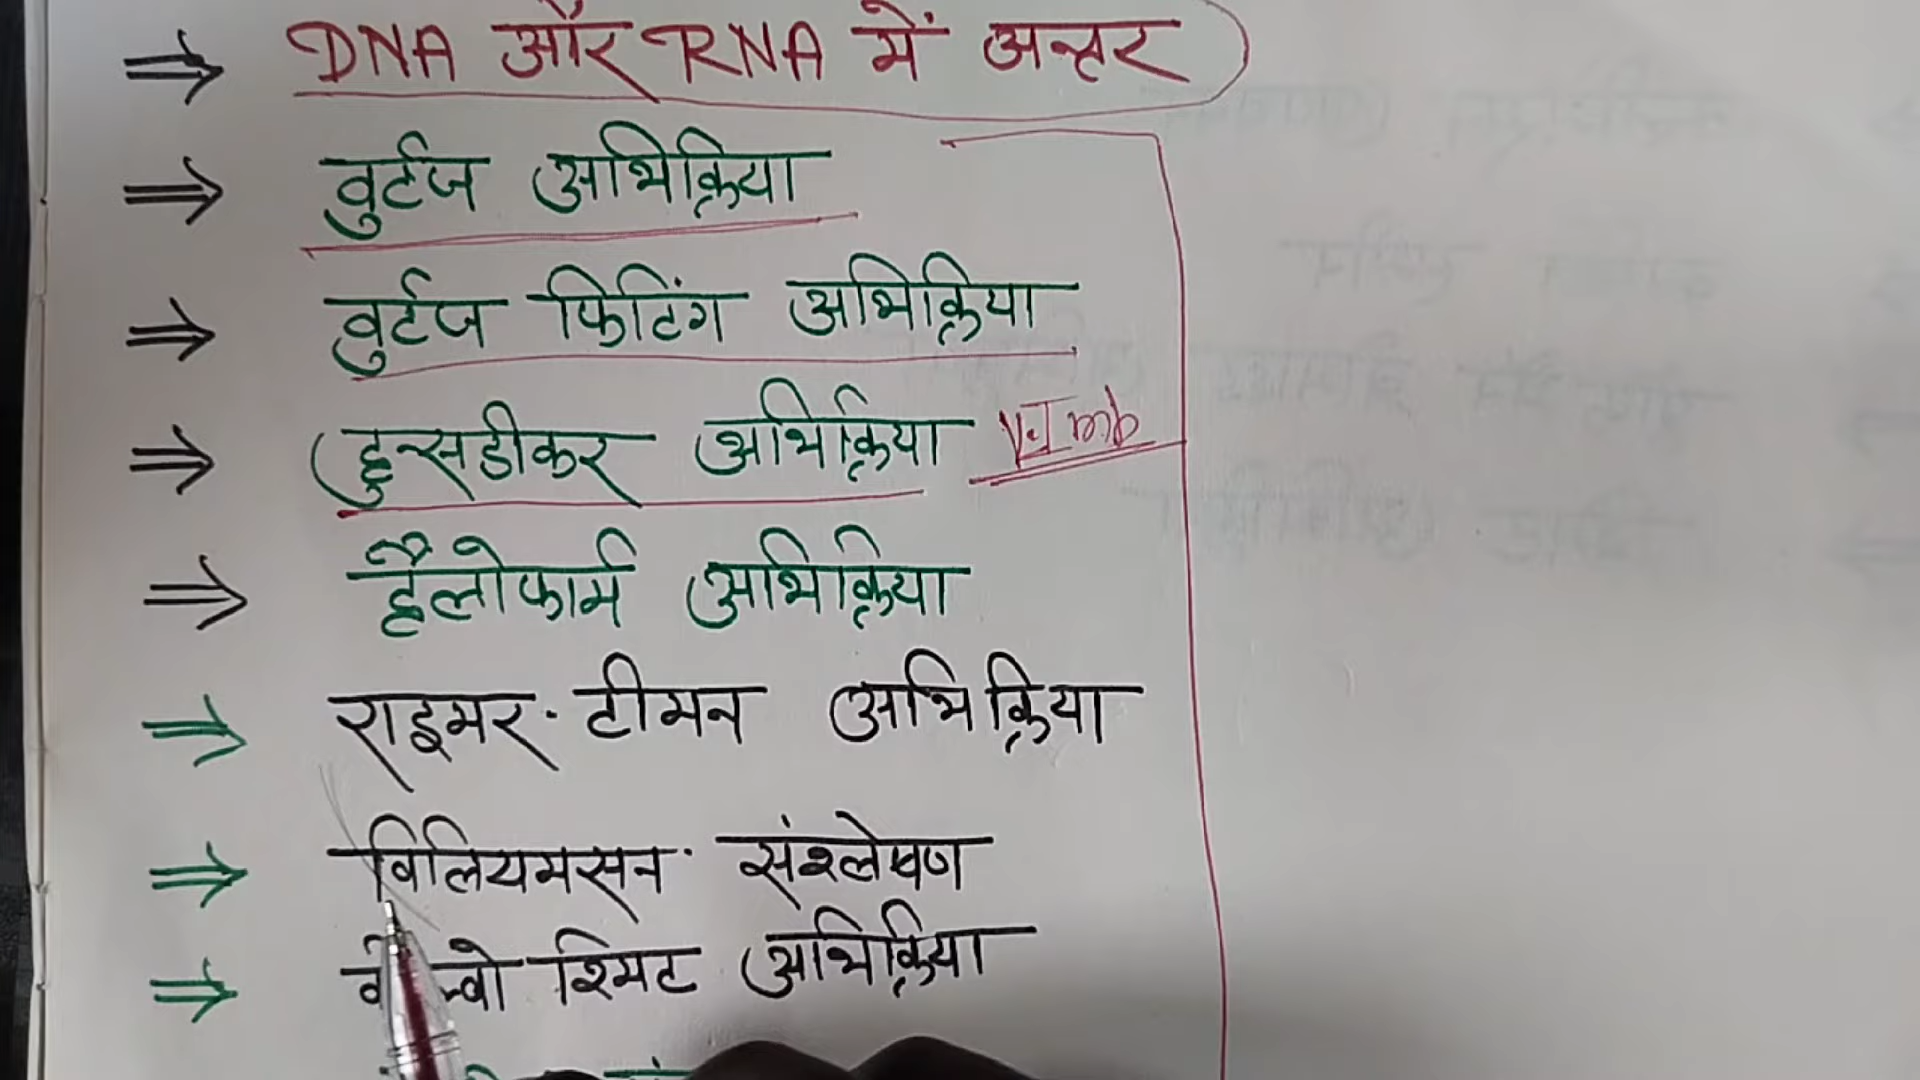 ⇒ DNA और RNA में अन्तर
⇒ वुर्टज अभिक्रिया
⇒ वुर्टज फिटिंग अभिक्रिया
⇒ हुन्सडीकर अभिक्रिया V.Imp
⇒ हैलोफार्म अभिक्रिया
⇒ राइमर-टीमन अभिक्रिया
⇒ विलियमसन संश्लेषण
⇒ श्मिट अभिक्रिया